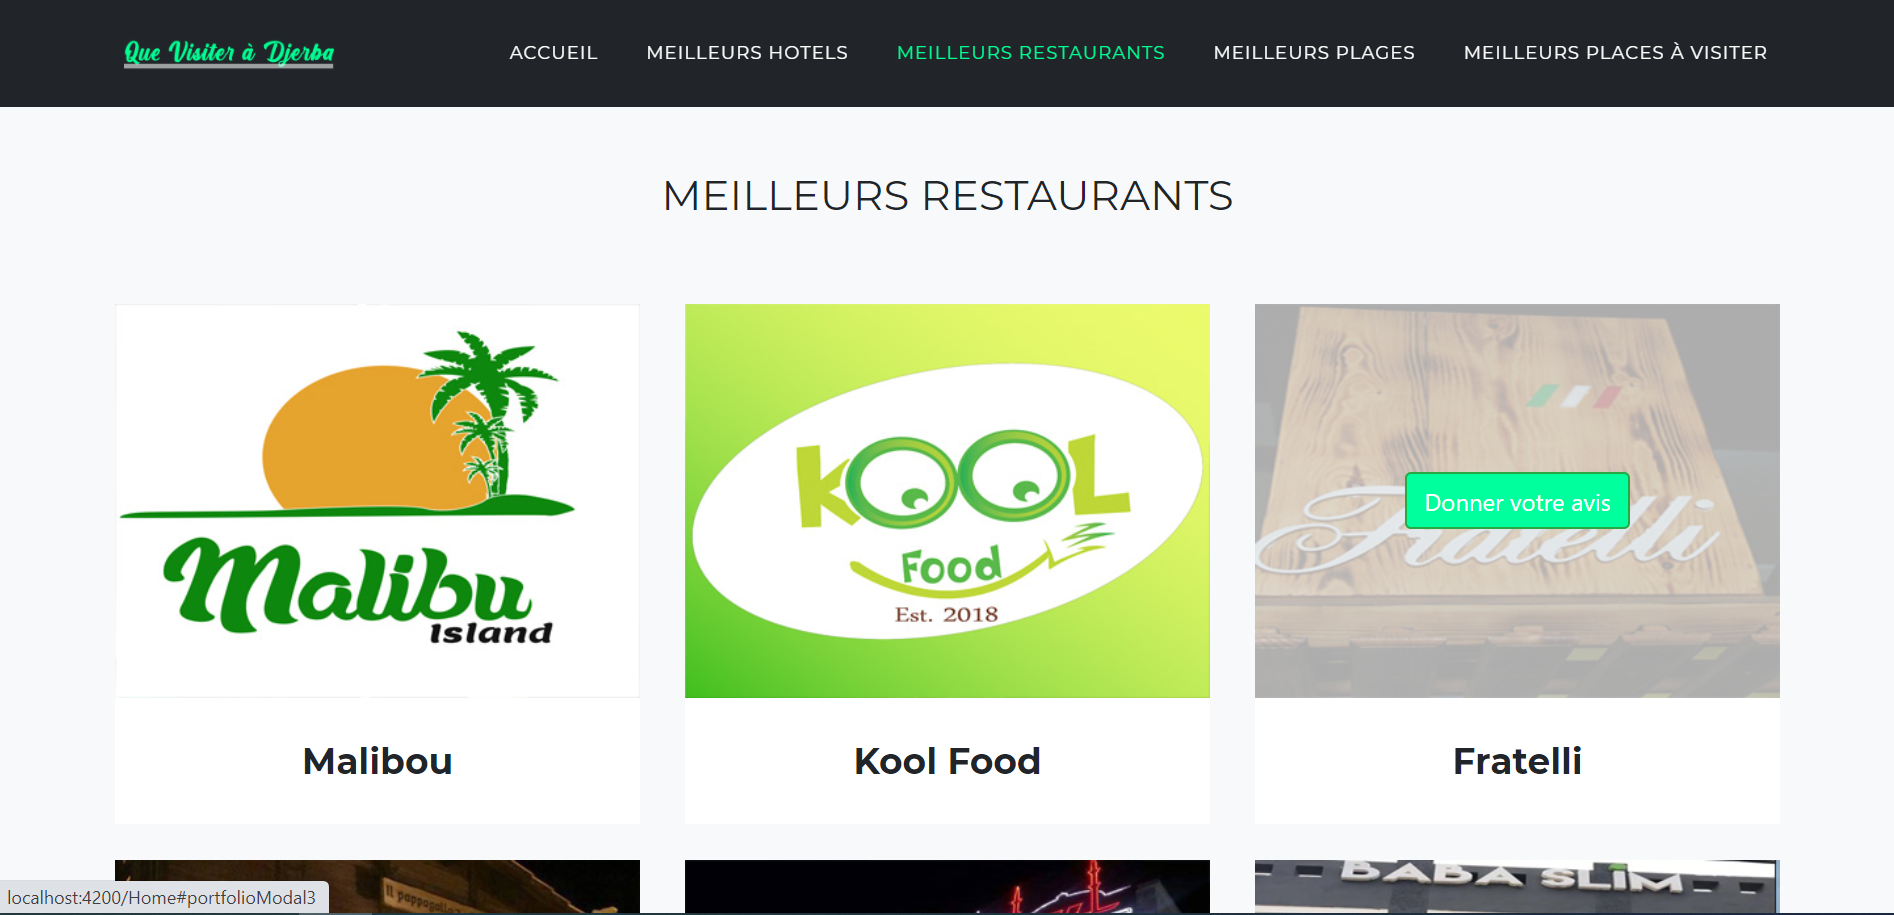 Que Visiter à Djerba
ACCUEIL
MEILLEURS HOTELS
MEILLEURS RESTAURANTS
MEILLEURS PLAGES
MEILLEURS PLACES À VISITER
MEILLEURS RESTAURANTS
Malibu
Island
KOOL
Food
Est. 2018
Fratelli
Donner votre avis
Malibou
Kool Food
Fratelli
Il pappagallo
BABA SLIM
localhost:4200/Home#portfolioModal3